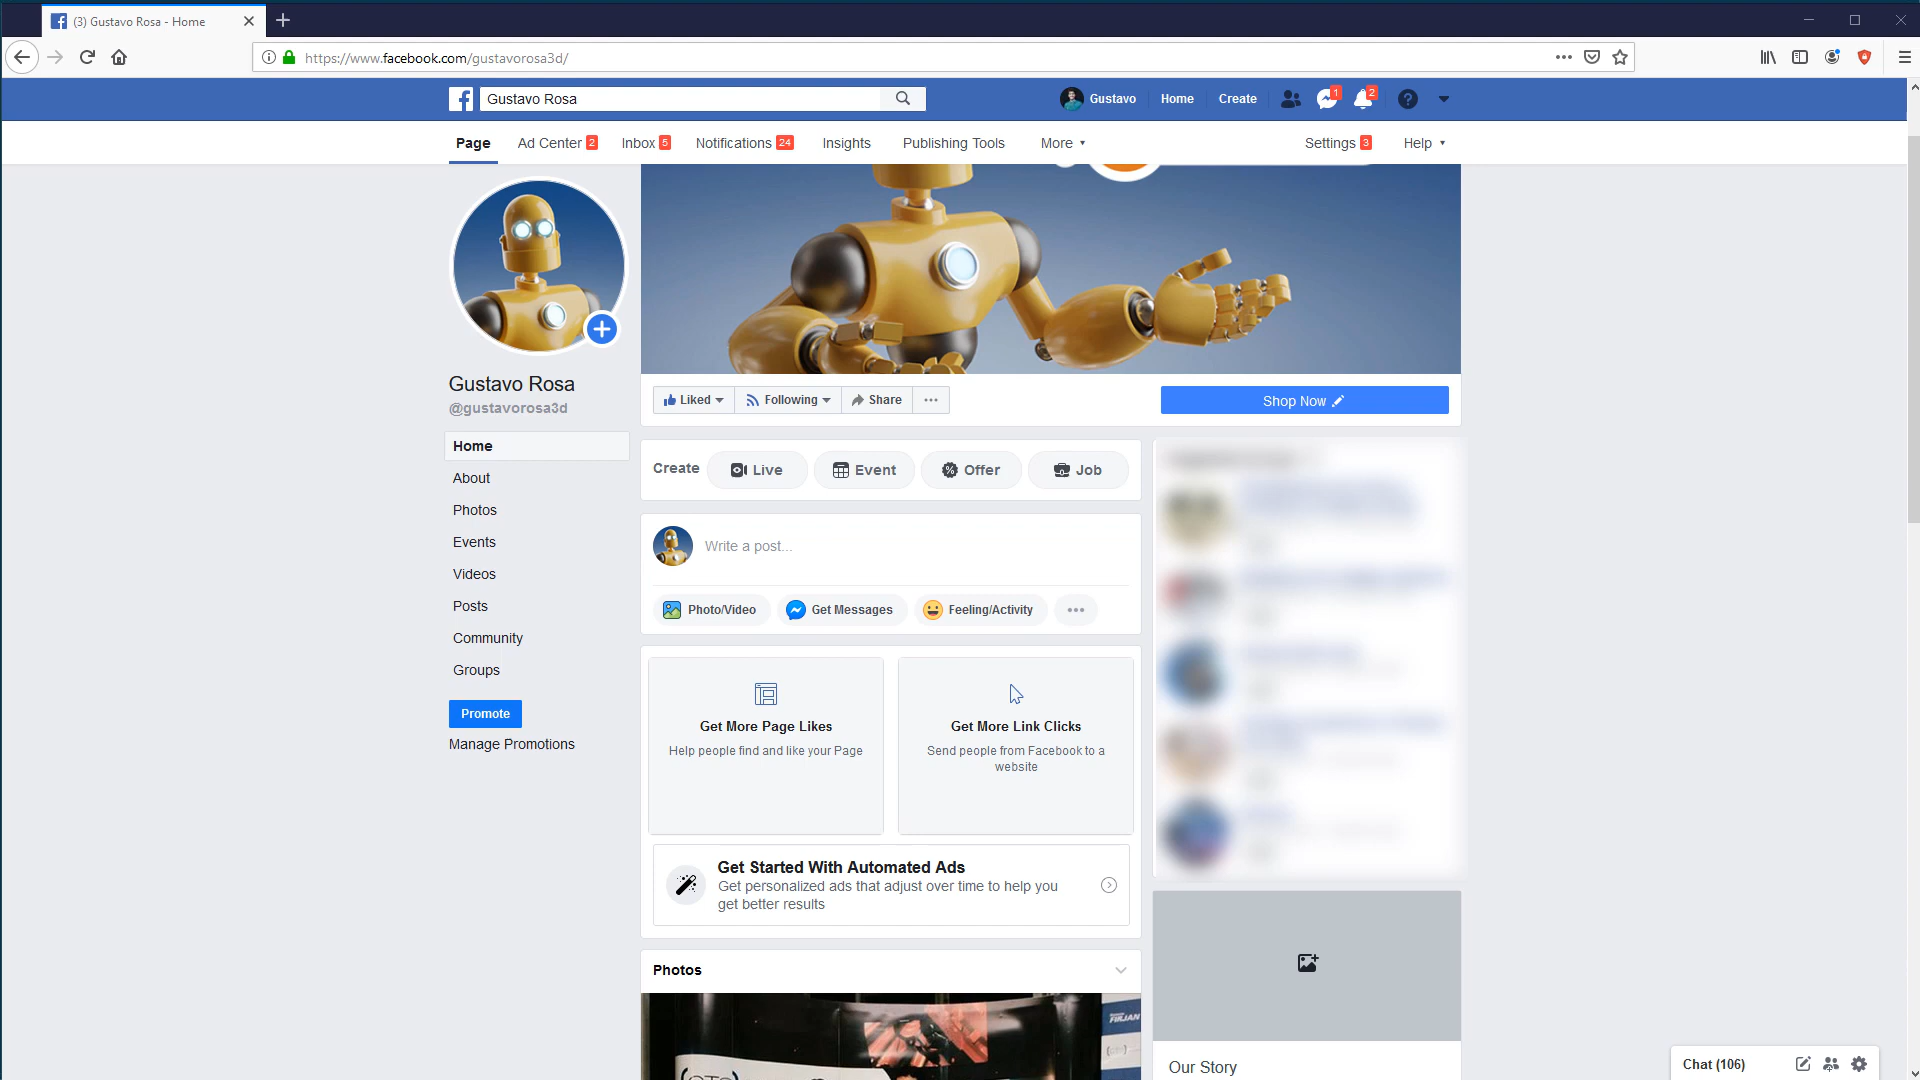 (3) Gustavo Rosa - Home
https://www.facebook.com/gustavorosa3d/
Gustavo Rosa
Gustavo
Home
Create
1
2
Page
Ad Center 2
Inbox 5
Notifications 24
Insights
Publishing Tools
More
Settings 3
Help
Gustavo Rosa
@gustavorosa3d
Home
About
Photos
Events
Videos
Posts
Community
Groups
Promote
Manage Promotions
Liked
Following
Share
Shop Now
Create
Live
Event
Offer
Job
Write a post...
Photo/Video
Get Messages
Feeling/Activity
Get More Page Likes
Help people find and like your Page
Get More Link Clicks
Send people from Facebook to a
website
Get Started With Automated Ads
Get personalized ads that adjust over time to help you
get better results
Photos
FIRJAN
Our Story
Chat (106)